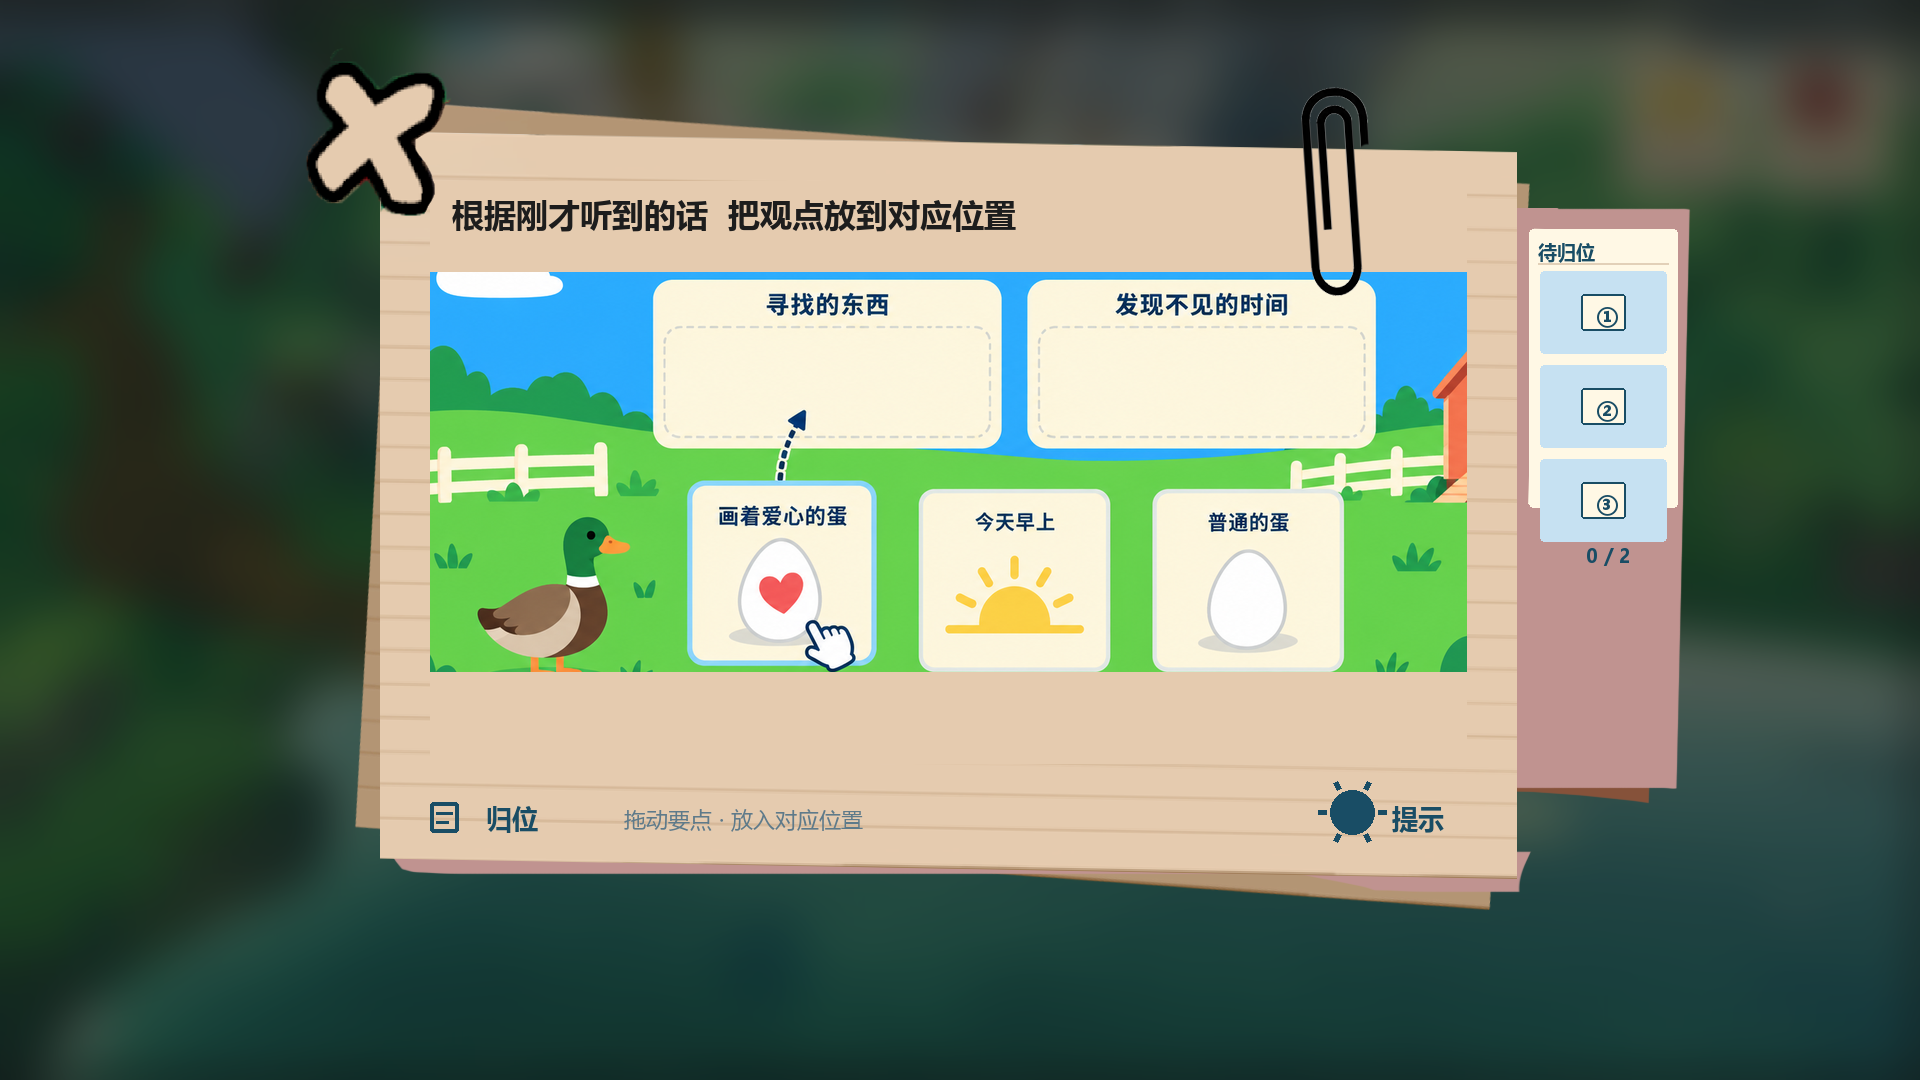 根据刚才听到的话 把观点放到对应位置
寻找的东西
发现不见的时间
画着爱心的蛋
今天早上
普通的蛋
待归位
①
②
③
0 / 2
归位
拖动要点 · 放入对应位置
提示